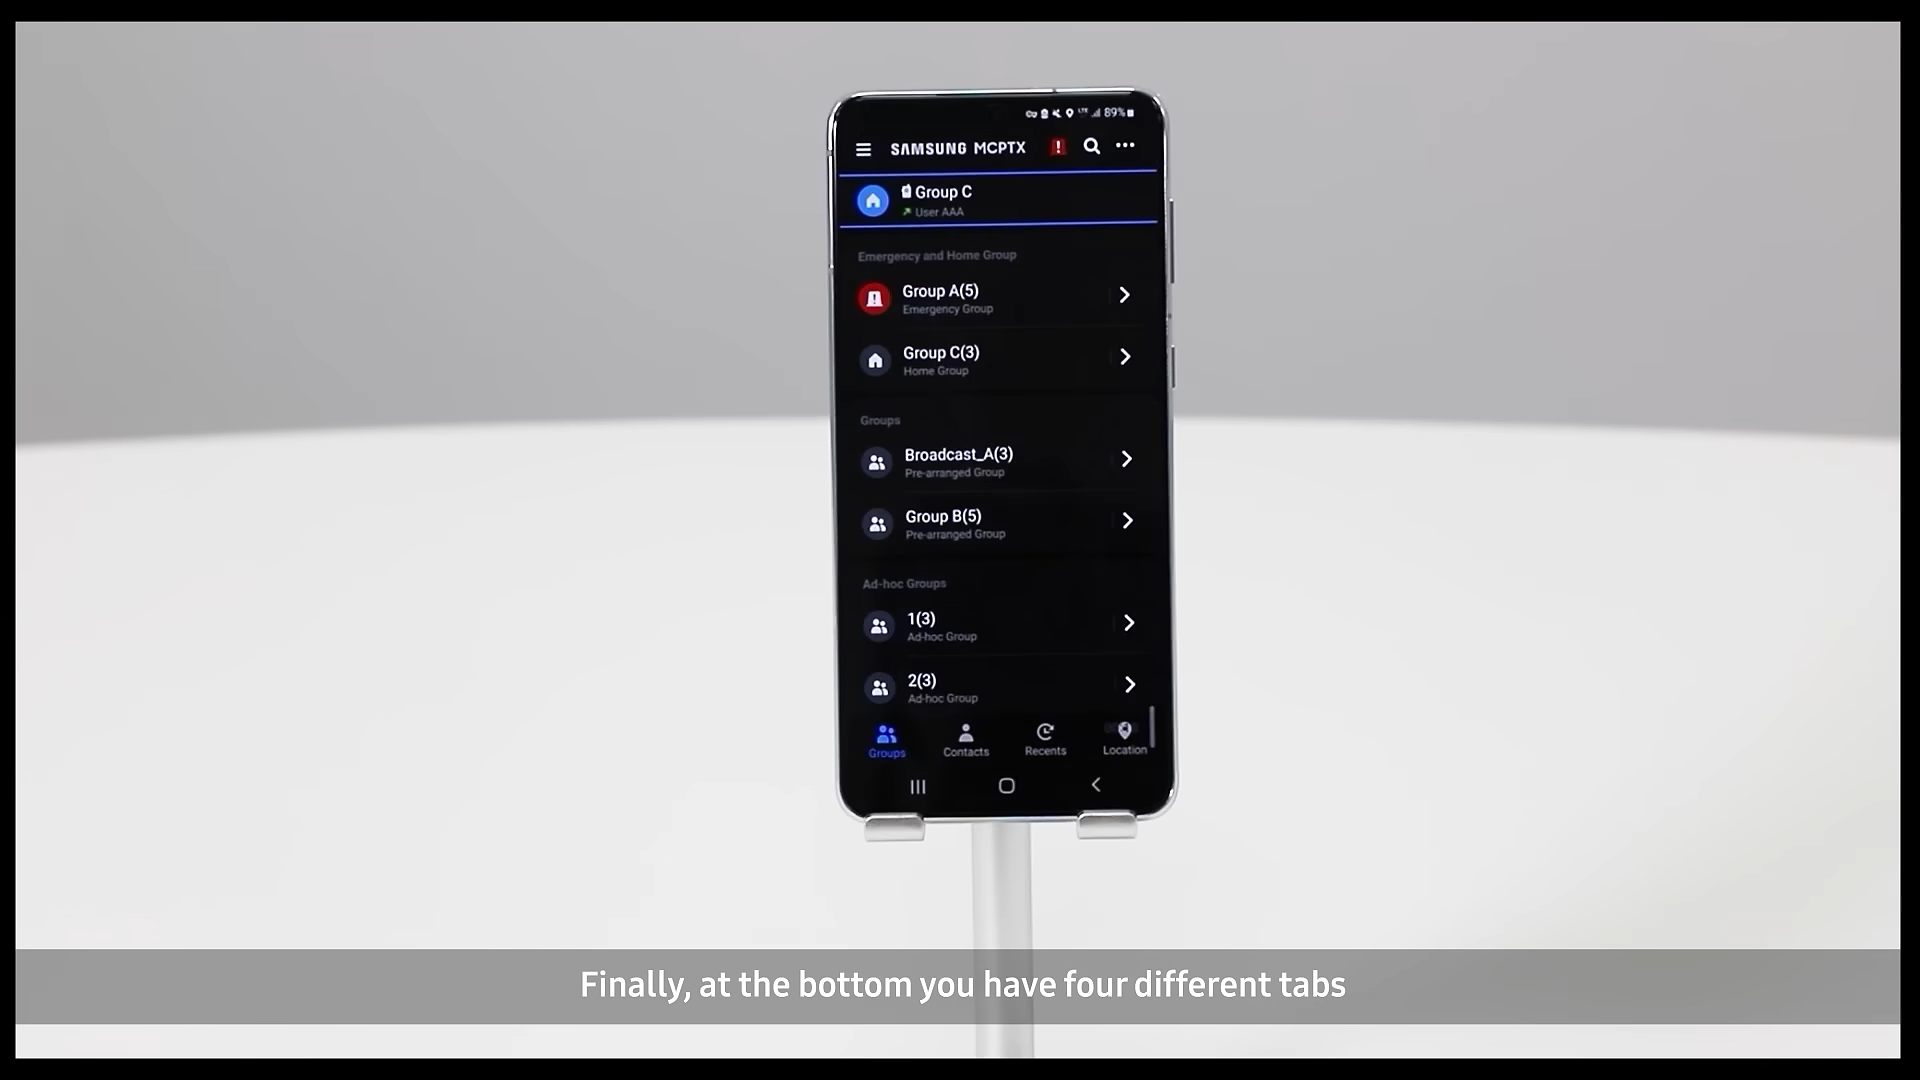 LTE 89%
SAMSUNG MCPTX
Group C
User AAA
Emergency and Home Group
Group A(5)
Emergency Group
Group C(3)
Home Group
Groups
Broadcast_A(3)
Pre-arranged Group
Group B(5)
Pre-arranged Group
Ad-hoc Groups
1(3)
Ad-hoc Group
2(3)
Ad-hoc Group
Groups Contacts Recents Location
Finally, at the bottom you have four different tabs